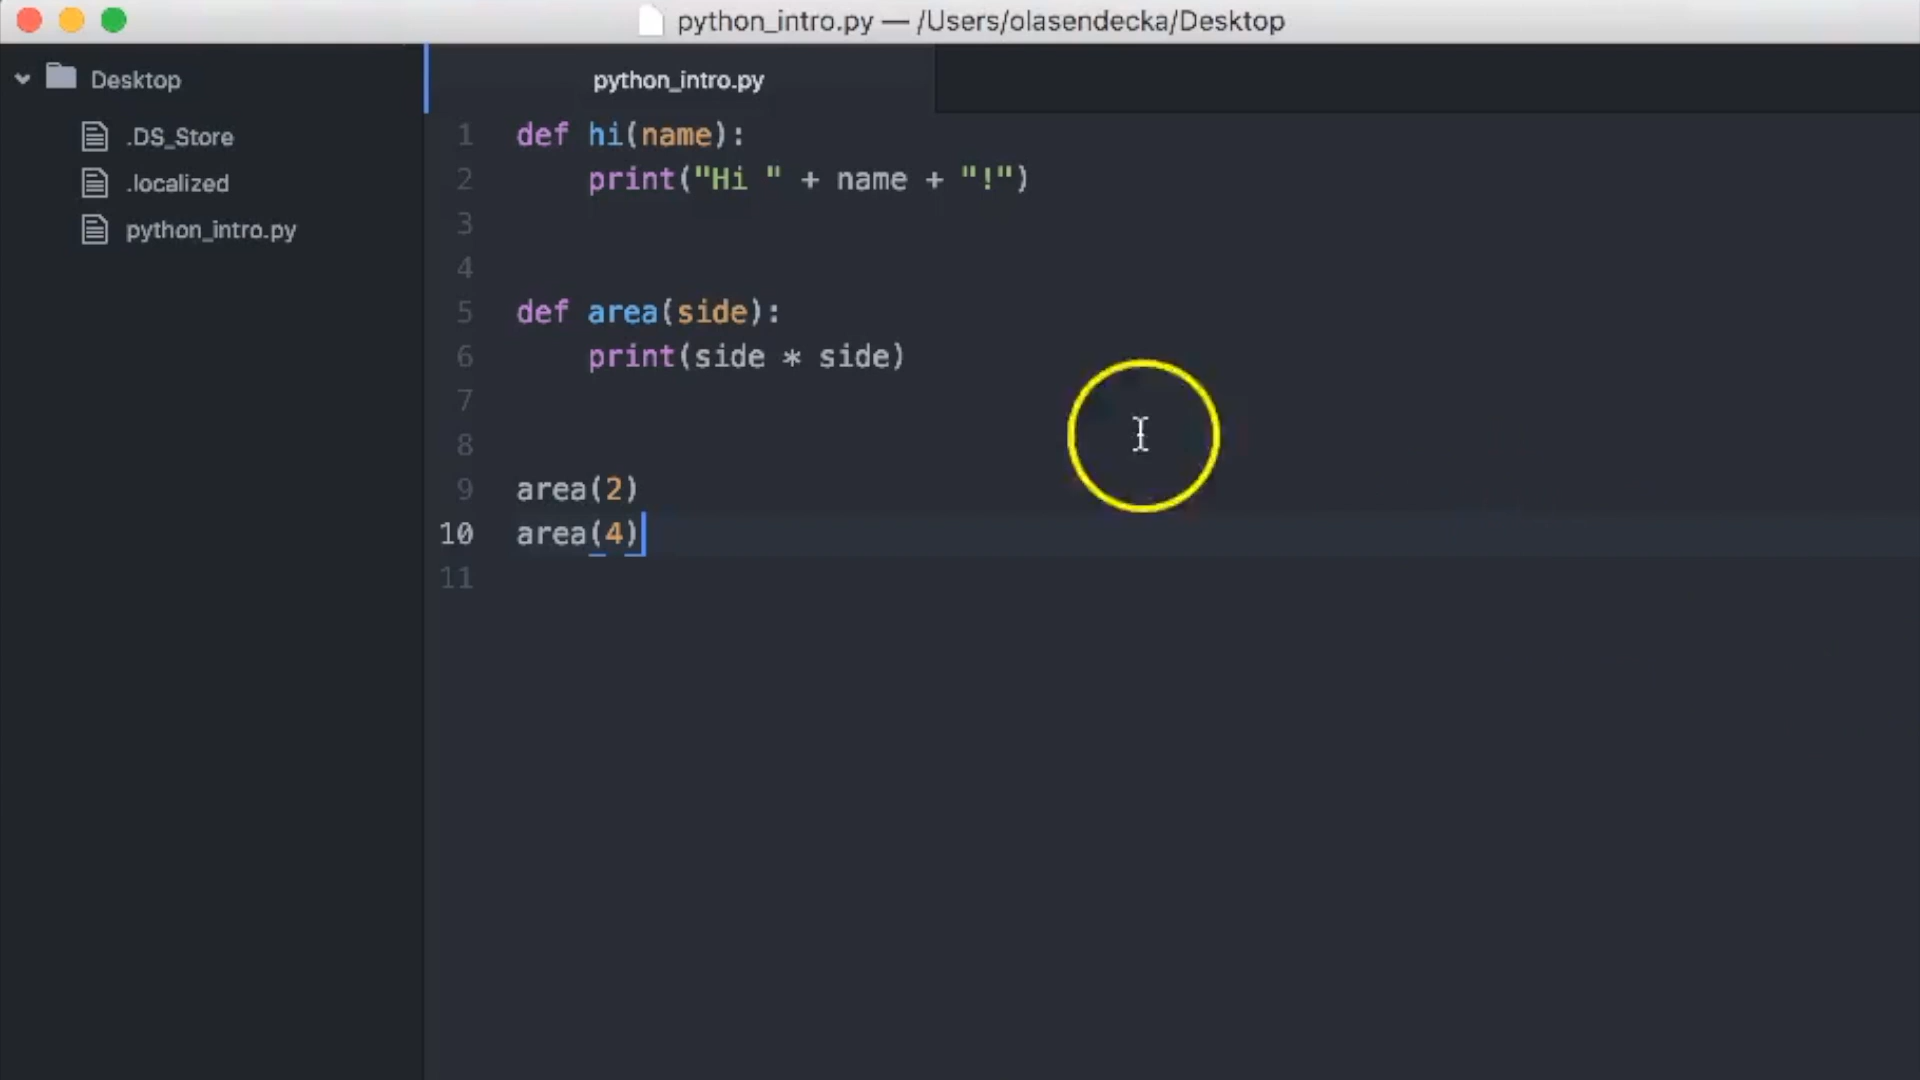 python_intro.py — /Users/olasendecka/Desktop
Desktop
.DS_Store
.localized
python_intro.py
python_intro.py
1 def hi(name):
2     print("Hi " + name + "!")
3
4
5 def area(side):
6     print(side * side)
7
8
9 area(2)
10 area(4)
11